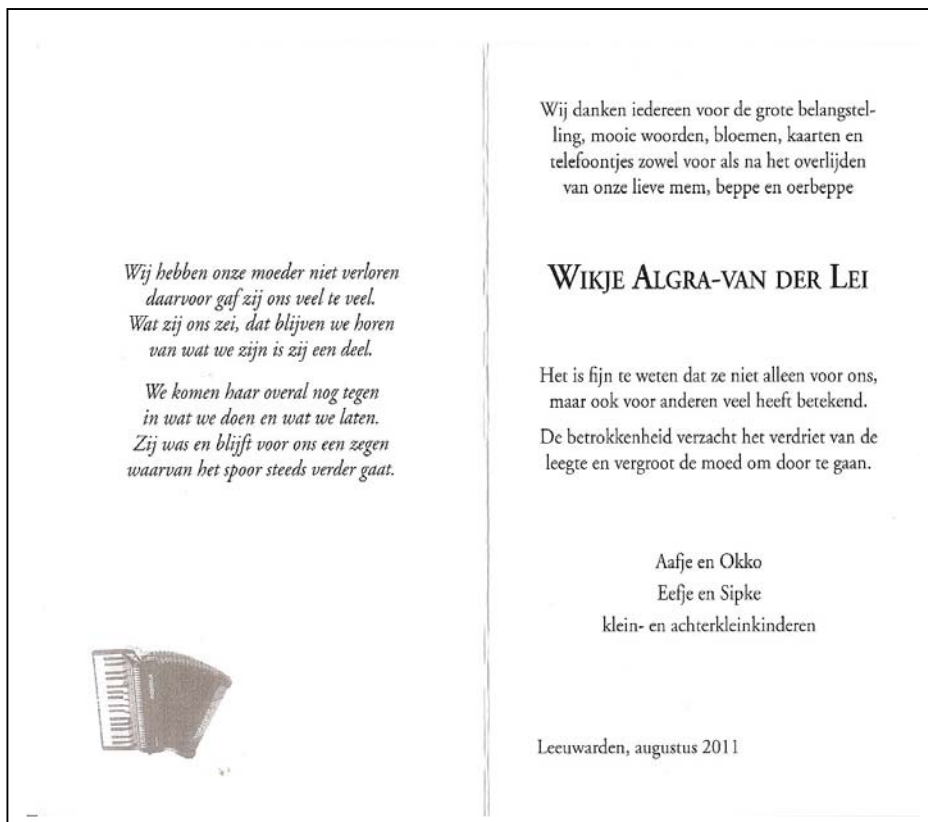 Wij hebben onze moeder niet verloren
daarvoor gaf zij ons veel te veel.
Wat zij ons zei, dat blijven we horen
van wat we zijn is zij een deel.
We komen haar overal nog tegen
in wat we doen en wat we laten.
Zij was en blijft voor ons een zegen
waarvan het spoor steeds verder gaat.
Wij danken iedereen voor de grote belangstel-
ling, mooie woorden, bloemen, kaarten en
telefoontjes zowel voor als na het overlijden
van onze lieve mem, beppe en oerbeppe
WIKJE ALGRA-VAN DER LEI
Het is fijn te weten dat ze niet alleen voor ons,
maar ook voor anderen veel heeft betekend.
De betrokkenheid verzacht het verdriet van de
leegte en vergroot de moed om door te gaan.
Aafje en Okko
Eefje en Sipke
klein- en achterkleinkinderen
Leeuwarden, augustus 2011